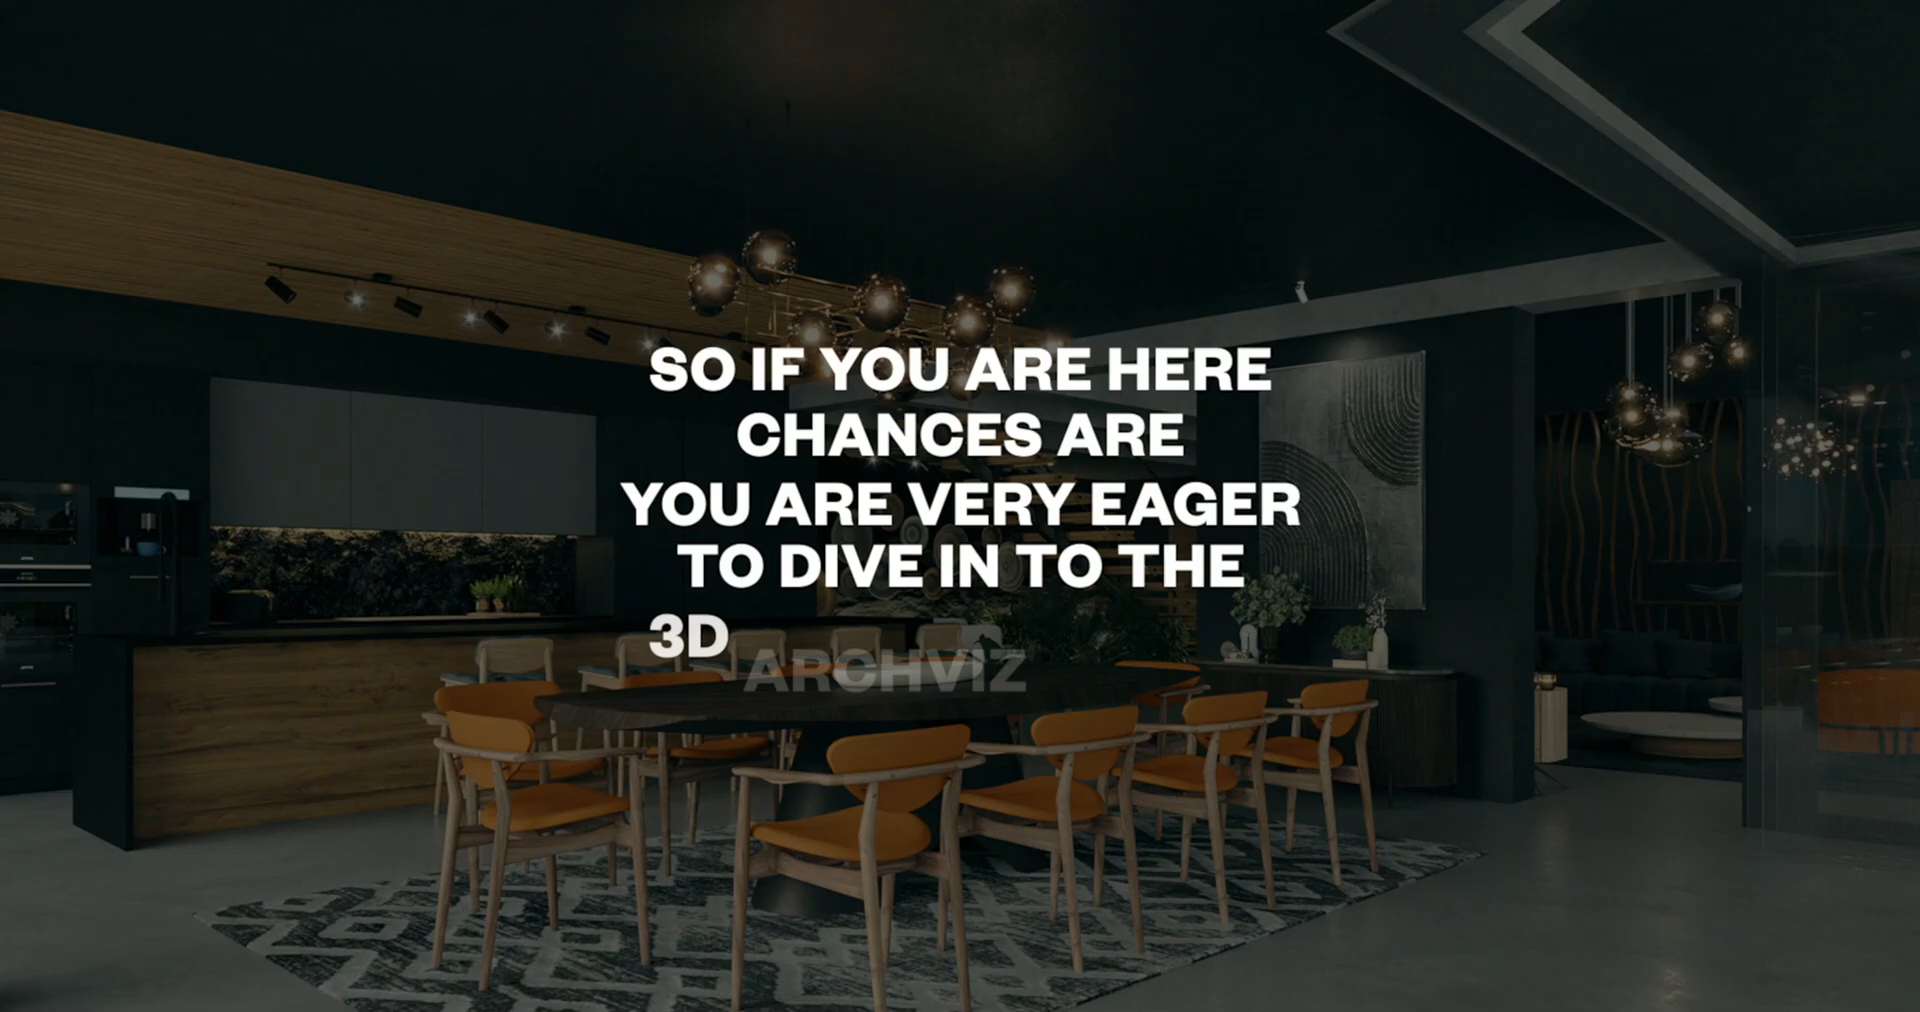 SO IF YOU ARE HERE
CHANCES ARE
YOU ARE VERY EAGER
TO DIVE IN TO THE
3D ARCHVIZ